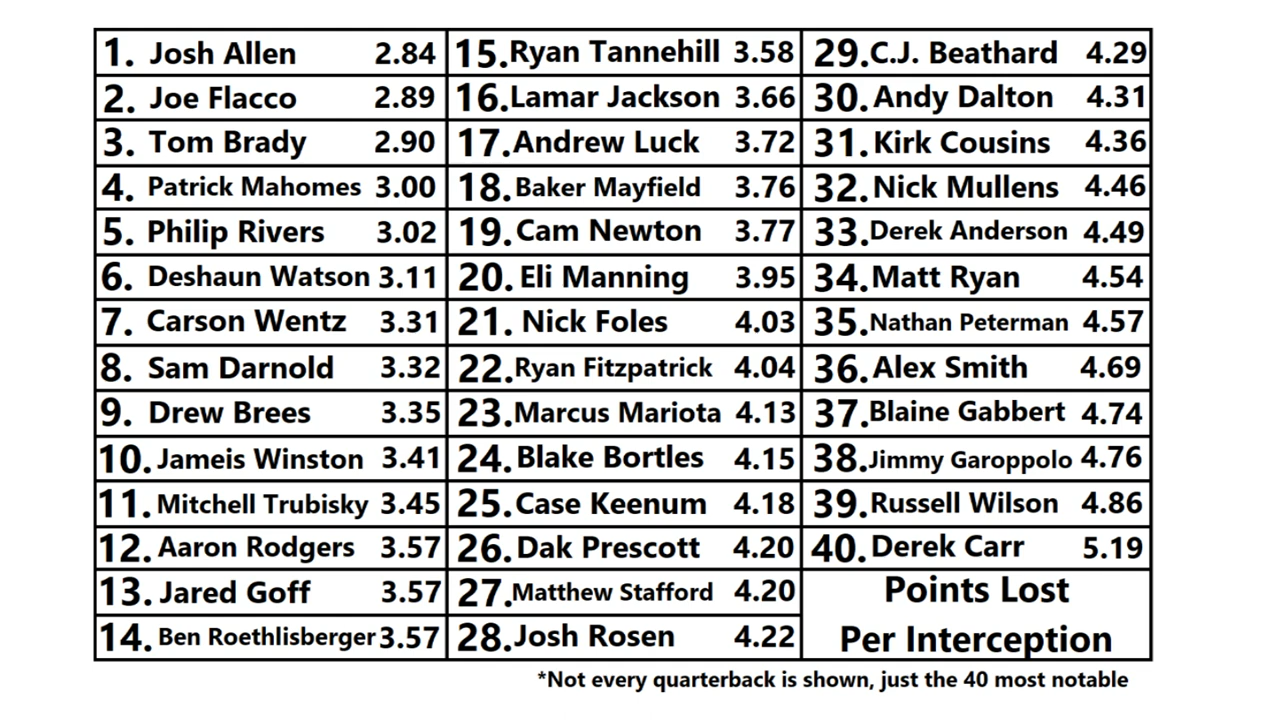 1. Josh Allen 2.84
2. Joe Flacco 2.89
3. Tom Brady 2.90
4. Patrick Mahomes 3.00
5. Philip Rivers 3.02
6. Deshaun Watson 3.11
7. Carson Wentz 3.31
8. Sam Darnold 3.32
9. Drew Brees 3.35
10. Jameis Winston 3.41
11. Mitchell Trubisky 3.45
12. Aaron Rodgers 3.57
13. Jared Goff 3.57
14. Ben Roethlisberger 3.57
15. Ryan Tannehill 3.58
16. Lamar Jackson 3.66
17. Andrew Luck 3.72
18. Baker Mayfield 3.76
19. Cam Newton 3.77
20. Eli Manning 3.95
21. Nick Foles 4.03
22. Ryan Fitzpatrick 4.04
23. Marcus Mariota 4.13
24. Blake Bortles 4.15
25. Case Keenum 4.18
26. Dak Prescott 4.20
27. Matthew Stafford 4.20
28. Josh Rosen 4.22
29. C.J. Beathard 4.29
30. Andy Dalton 4.31
31. Kirk Cousins 4.36
32. Nick Mullens 4.46
33. Derek Anderson 4.49
34. Matt Ryan 4.54
35. Nathan Peterman 4.57
36. Alex Smith 4.69
37. Blaine Gabbert 4.74
38. Jimmy Garoppolo 4.76
39. Russell Wilson 4.86
40. Derek Carr 5.19
Points Lost
Per Interception
*Not every quarterback is shown, just the 40 most notable